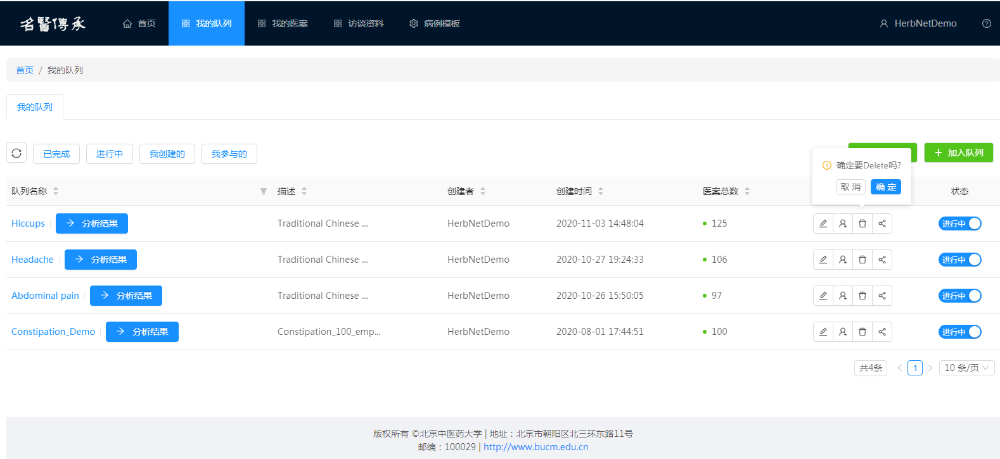 名醫傳承 首页 我的队列 我的医案 访谈资料 病例模板 HerbNetDemo
首页 / 我的队列
我的队列
已完成 进行中 我创建的 我参与的 + 加入队列
确定要Delete吗?
取 消 确 定
队列名称 描述 创建者 创建时间 医案总数 状态
Hiccups → 分析结果 Traditional Chinese ... HerbNetDemo 2020-11-03 14:48:04 125 进行中
Headache → 分析结果 Traditional Chinese ... HerbNetDemo 2020-10-27 19:24:33 106 进行中
Abdominal pain → 分析结果 Traditional Chinese ... HerbNetDemo 2020-10-26 15:50:05 97 进行中
Constipation_Demo → 分析结果 Constipation_100_emp... HerbNetDemo 2020-08-01 17:44:51 100 进行中
共4条 < 1 > 10 条/页
版权所有 ©北京中医药大学 | 地址：北京市朝阳区北三环东路11号
邮编：100029 | http://www.bucm.edu.cn